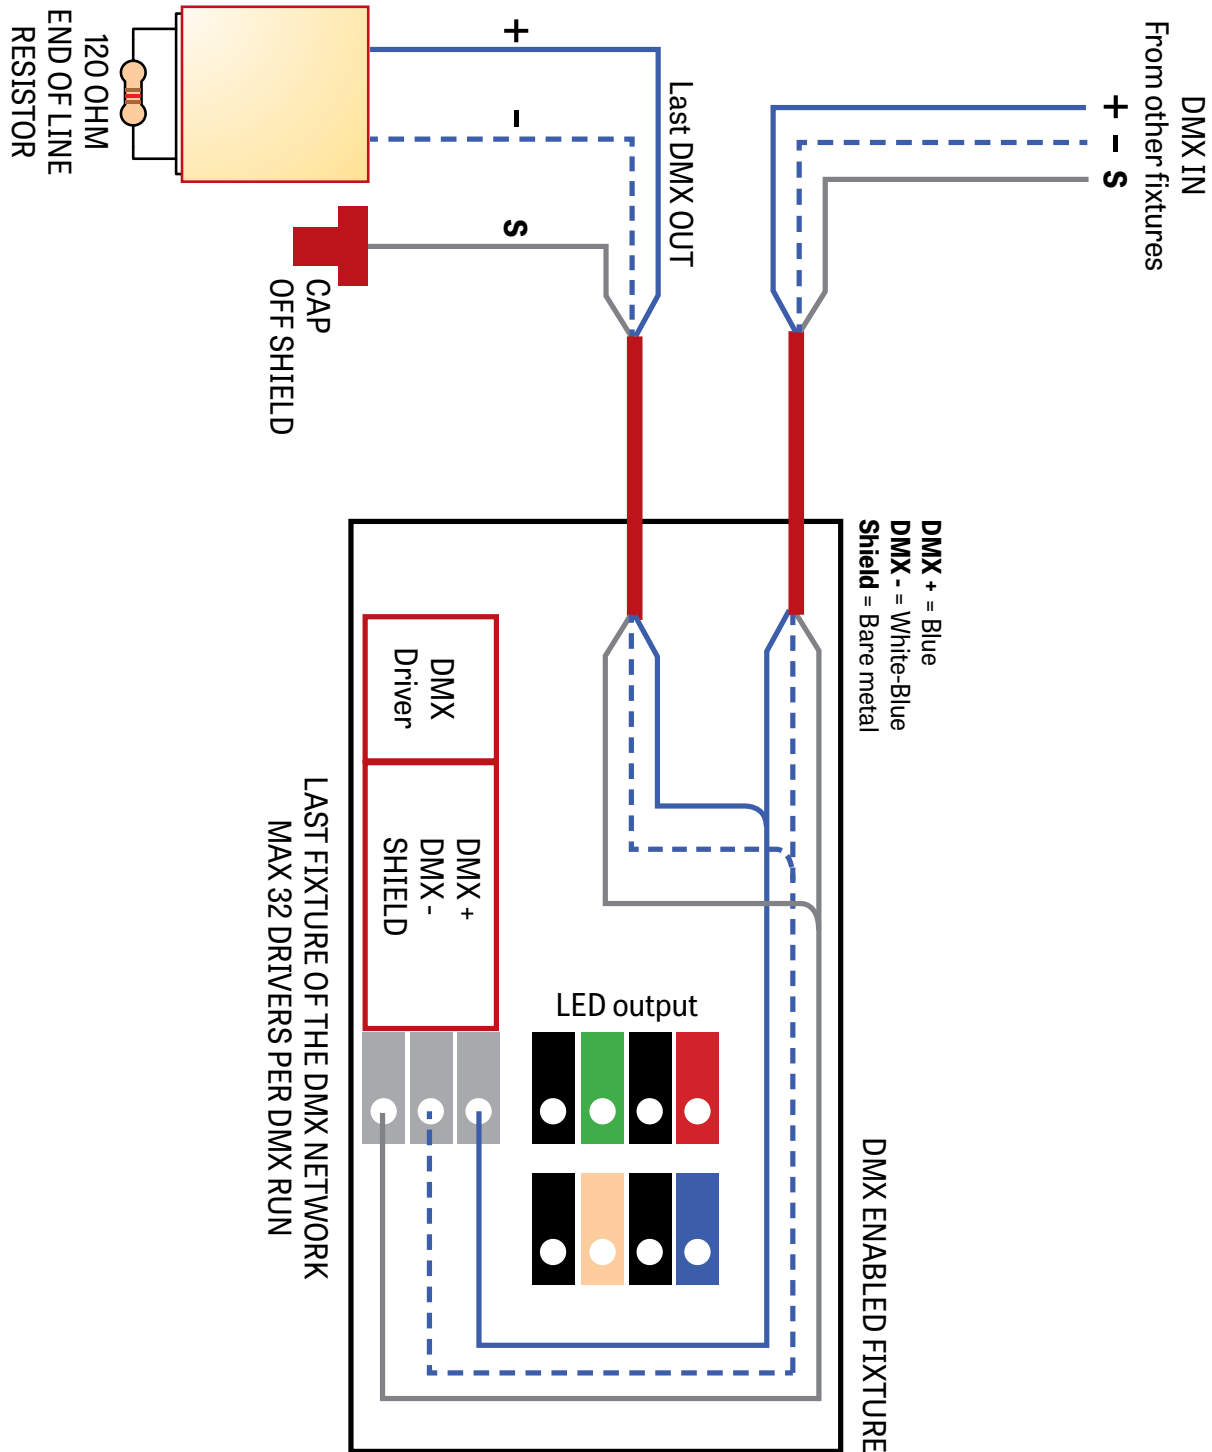 DMX IN
From other fixtures
+
-
S
Last DMX OUT
+
-
S
120 OHM
END OF LINE
RESISTOR
CAP
OFF SHIELD
DMX + = Blue
DMX - = White-Blue
Shield = Bare metal
DMX
Driver
DMX +
DMX -
SHIELD
LED output
DMX ENABLED FIXTURE
LAST FIXTURE OF THE DMX NETWORK
MAX 32 DRIVERS PER DMX RUN